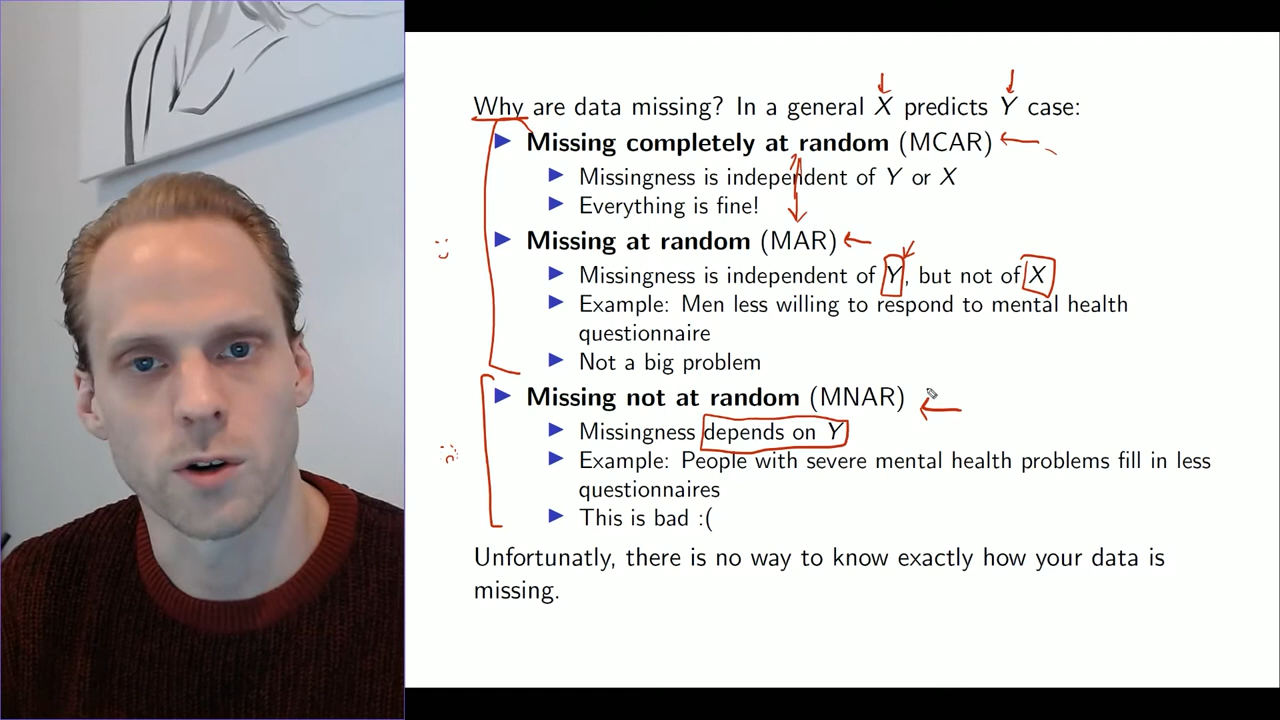 Why are data missing? In a general X predicts Y case:
Missing completely at random (MCAR)
Missingness is independent of Y or X
Everything is fine!
Missing at random (MAR)
Missingness is independent of Y, but not of X
Example: Men less willing to respond to mental health
questionnaire
Not a big problem
Missing not at random (MNAR)
Missingness depends on Y
Example: People with severe mental health problems fill in less
questionnaires
This is bad :(
Unfortunatly, there is no way to know exactly how your data is
missing.